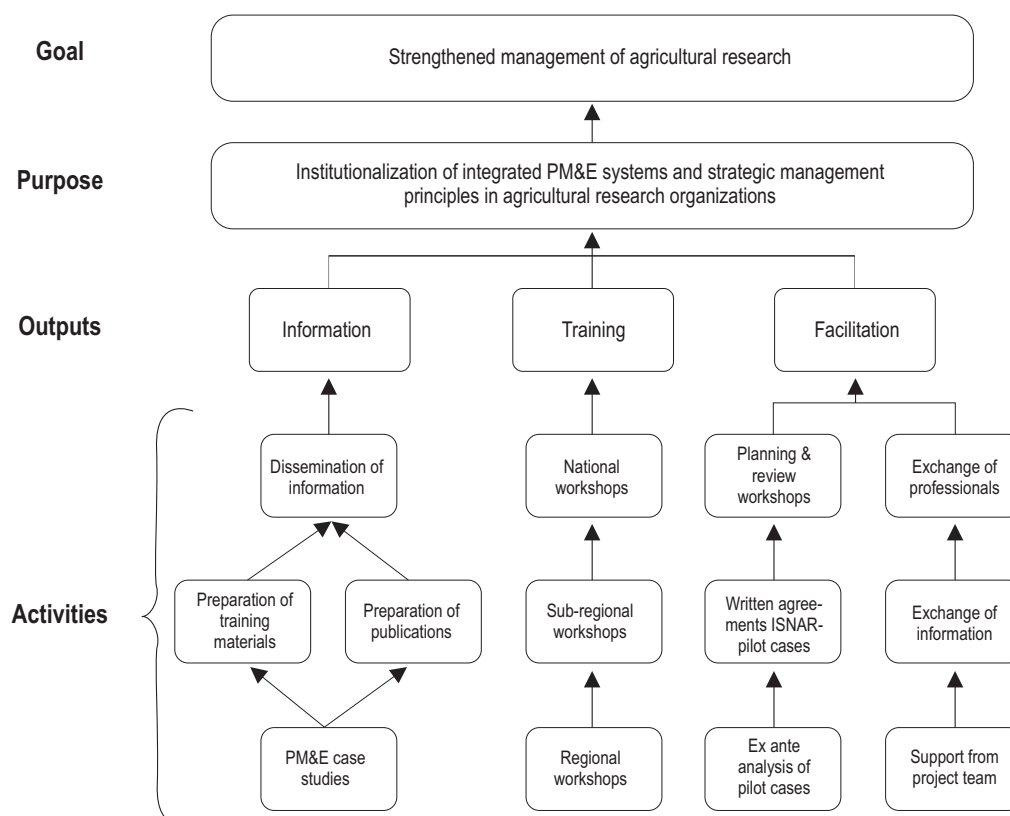 Goal
Strengthened management of agricultural research
Purpose
Institutionalization of integrated PM&E systems and strategic management
principles in agricultural research organizations
Outputs
Information
Training
Facilitation
Activities
Dissemination of
information
National
workshops
Planning &
review
workshops
Exchange of
professionals
Preparation of
training
materials
Preparation of
publications
Sub-regional
workshops
Written agree-
ments ISNAR-
pilot cases
Exchange of
information
PM&E case
studies
Regional
workshops
Ex ante
analysis of
pilot cases
Support from
project team